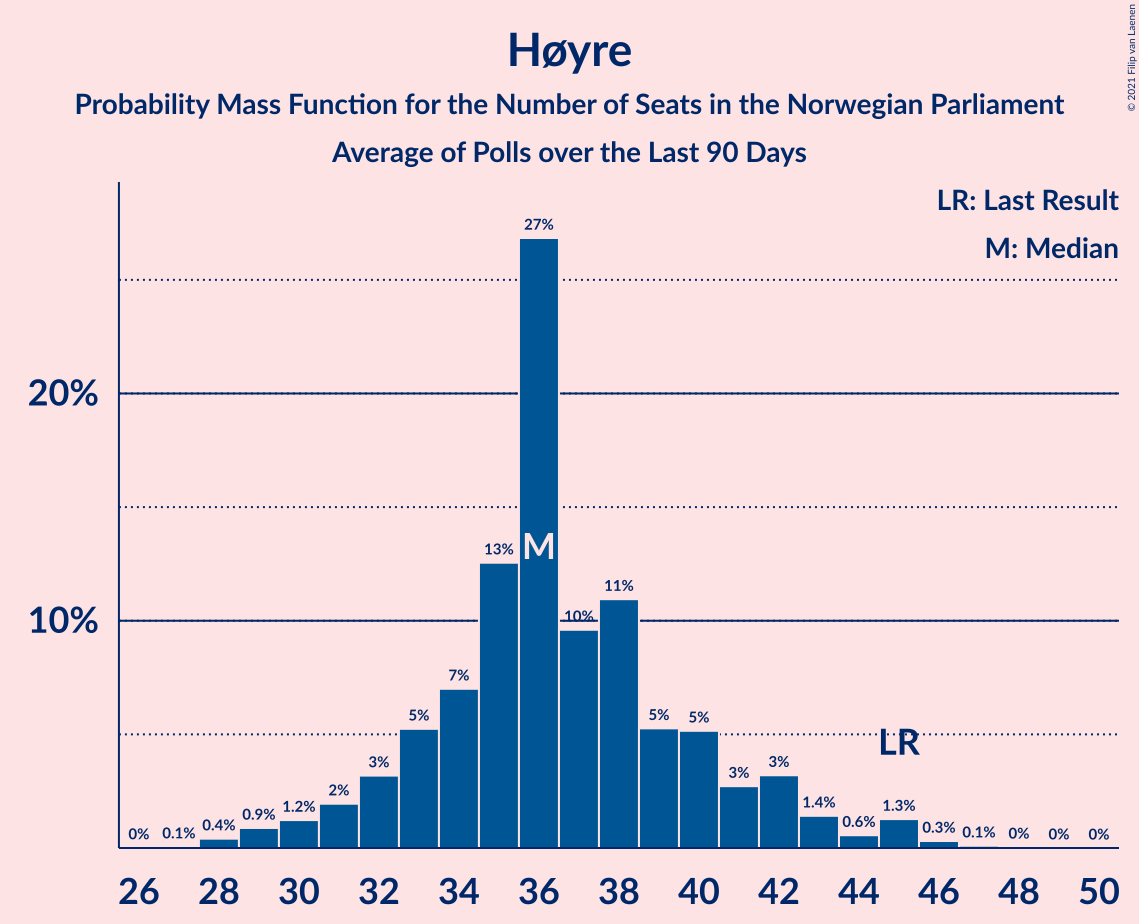 Høyre
Probability Mass Function for the Number of Seats in the Norwegian Parliament
Average of Polls over the Last 90 Days
© 2021 Filip van Laenen
LR: Last Result
M: Median
20%
10%
0% 0.1% 0.4% 0.9% 1.2% 2% 3% 5% 7% 13% 27% 10% 11% 5% 5% 3% 3% 1.4% 0.6% 1.3% 0.3% 0.1% 0% 0% 0%
M
LR
26 28 30 32 34 36 38 40 42 44 46 48 50